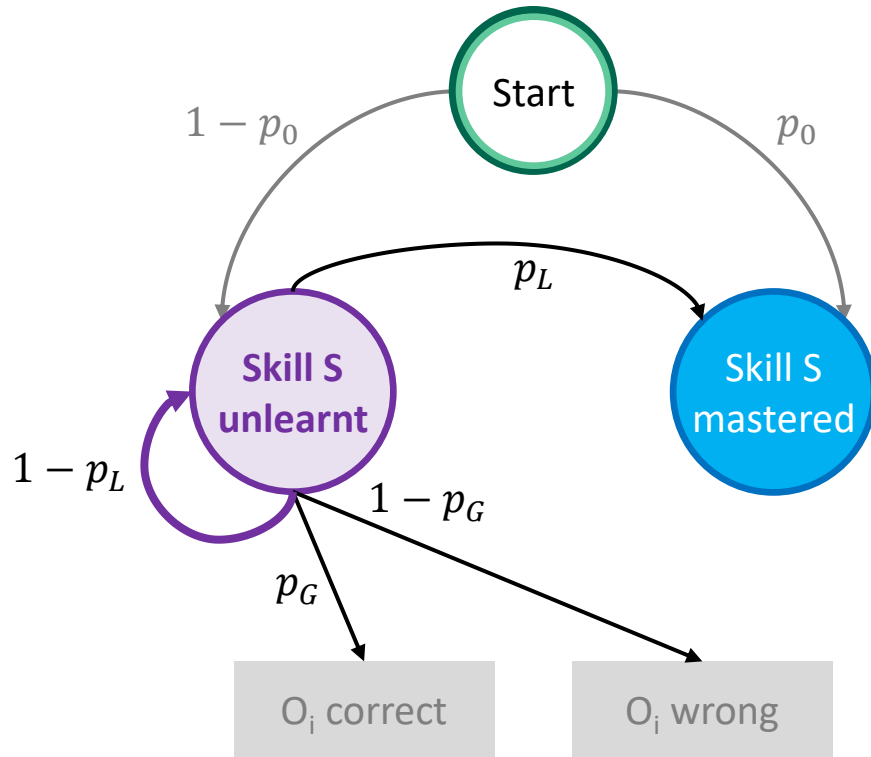 Start
1 − p₀
p₀
p_L
Skill S
unlearnt
Skill S
mastered
1 − p_L
1 − p_G
p_G
Oᵢ correct
Oᵢ wrong